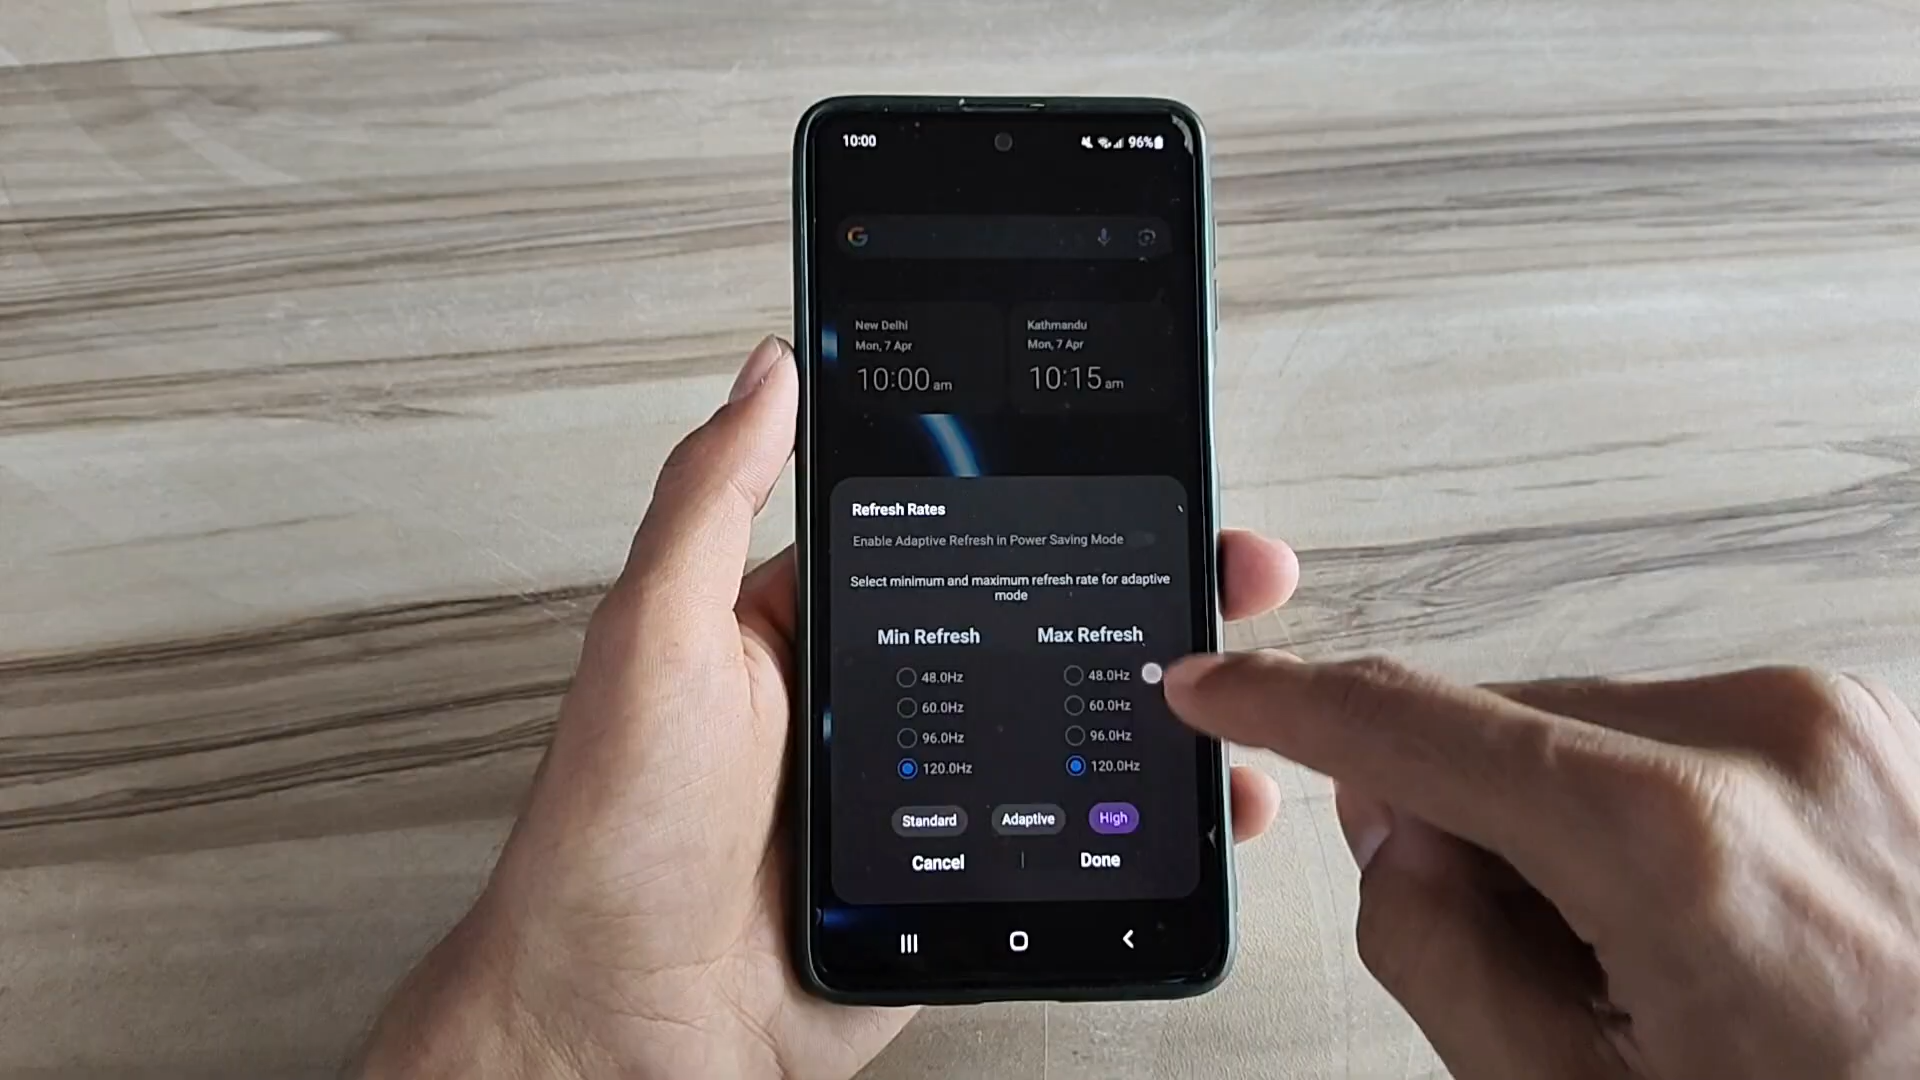 10:00
96%
G
New Delhi
Mon, 7 Apr
10:00 am
Kathmandu
Mon, 7 Apr
10:15 am
Refresh Rates
Enable Adaptive Refresh in Power Saving Mode
Select minimum and maximum refresh rate for adaptive
mode
Min Refresh
48.0Hz
60.0Hz
96.0Hz
120.0Hz
Max Refresh
48.0Hz
60.0Hz
96.0Hz
120.0Hz
Standard
Adaptive
High
Cancel
Done